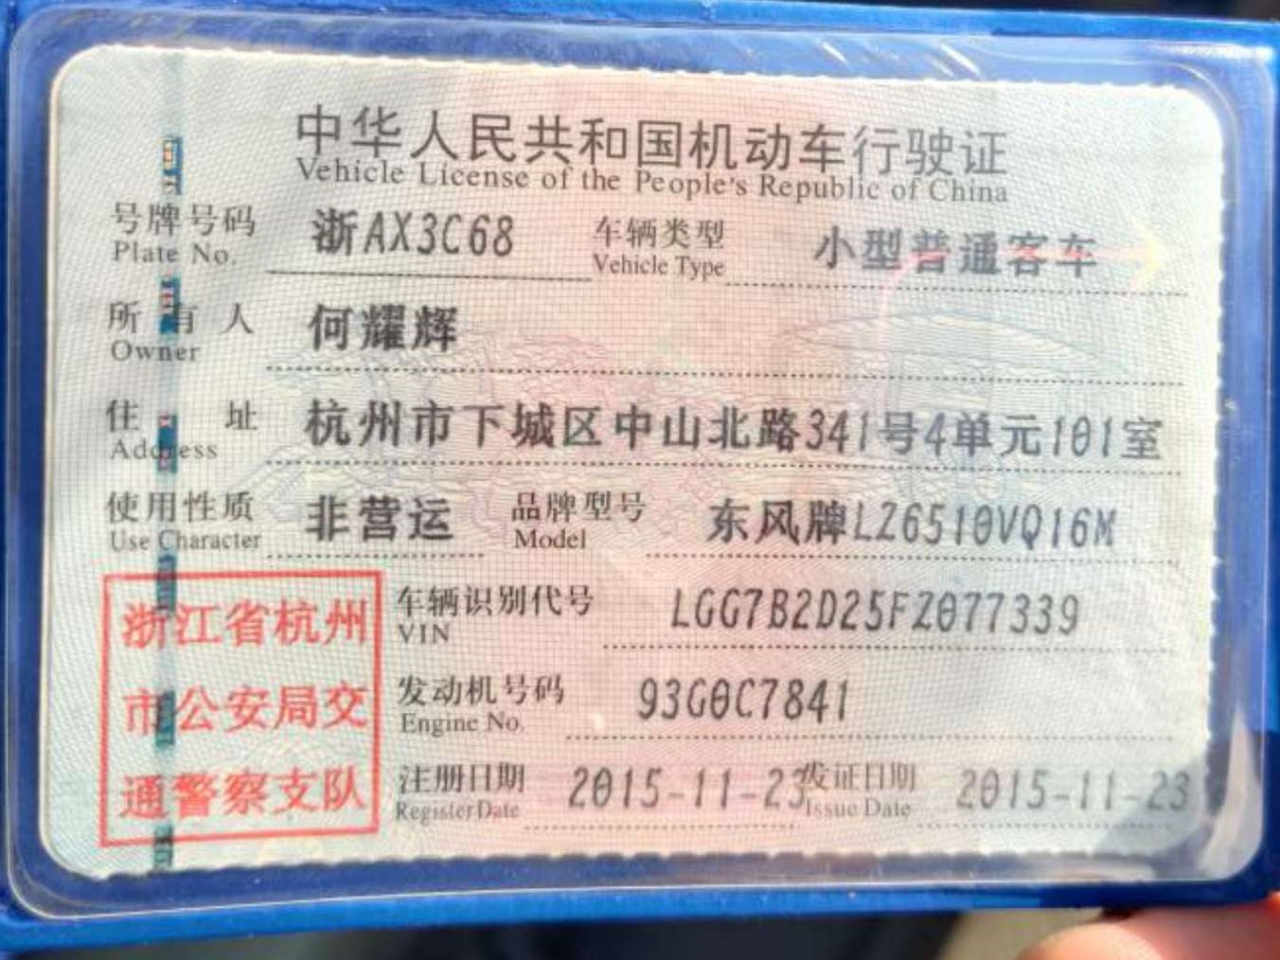 中华人民共和国机动车行驶证
Vehicle License of the People's Republic of China
号牌号码 浙AX3C68 车辆类型 小型普通客车
Plate No. Vehicle Type
所有人 何耀辉
Owner
住址 杭州市下城区中山北路341号4单元101室
Address
使用性质 非营运 品牌型号 东风牌LZ6510VQ16M
Use Character Model
浙江省杭州
市公安局交
通警察支队
车辆识别代号 LGG7B2D25FZ077339
VIN
发动机号码 93G0C7841
Engine No.
注册日期 2015-11-23 发证日期 2015-11-23
Register Date Issue Date